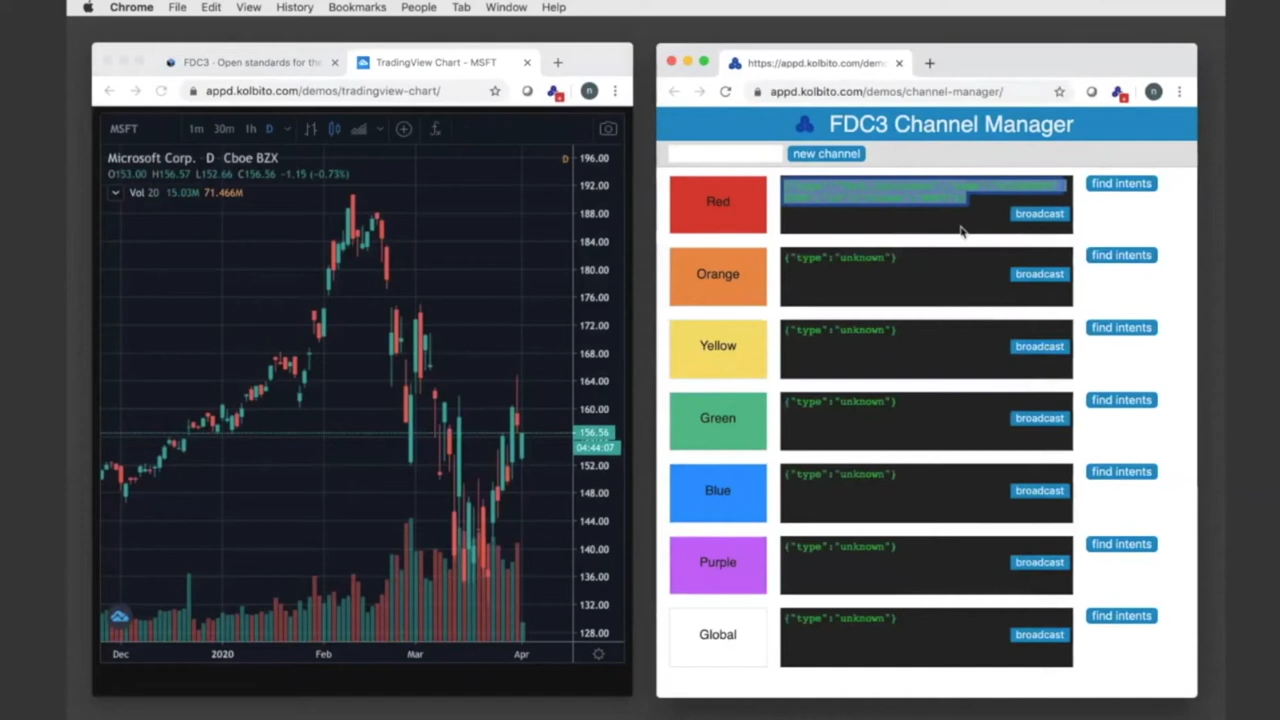 Chrome File Edit View History Bookmarks People Tab Window Help
FDC3 - Open standards for the
TradingView Chart - MSFT
appd.kolbito.com/demos/tradingview-chart/
n
MSFT 1m 30m 1h D
Microsoft Corp. · D · Cboe BZX
O153.00 H156.57 L152.66 C156.56 −1.15 (−0.73%)
Vol 20 15.03M 71.466M
D
196.00
192.00
188.00
184.00
180.00
176.00
172.00
168.00
164.00
160.00
156.56
04:44:07
152.00
148.00
144.00
140.00
136.00
132.00
128.00
Dec 2020 Feb Mar Apr
https://appd.kolbito.com/demo
appd.kolbito.com/demos/channel-manager/
n
FDC3 Channel Manager
new channel
Red
broadcast
find intents
Orange
{"type":"unknown"}
broadcast
find intents
Yellow
{"type":"unknown"}
broadcast
find intents
Green
{"type":"unknown"}
broadcast
find intents
Blue
{"type":"unknown"}
broadcast
find intents
Purple
{"type":"unknown"}
broadcast
find intents
Global
{"type":"unknown"}
broadcast
find intents